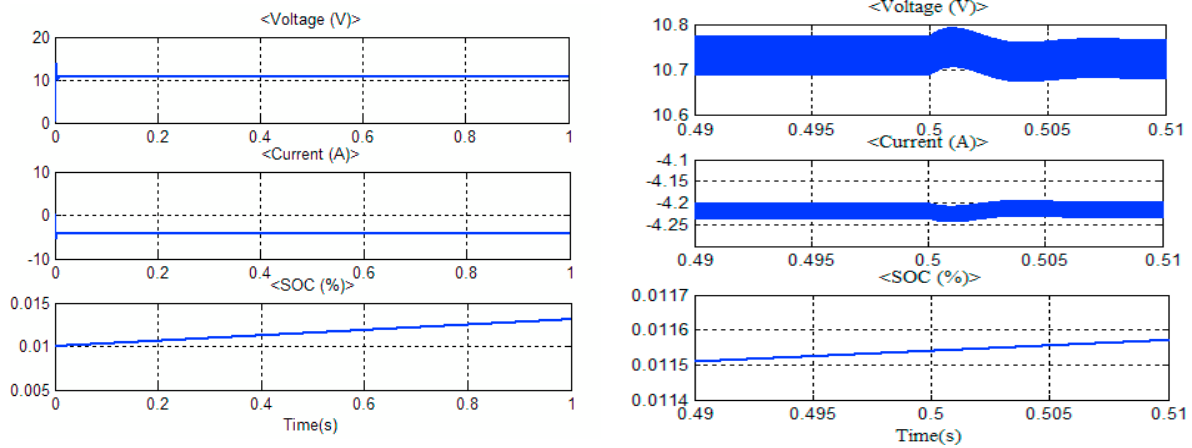 <Voltage (V)>
20
10
0
0 0.2 0.4 0.6 0.8 1
<Current (A)>
10
0
-10
0 0.2 0.4 0.6 0.8 1
<SOC (%)>
0.015
0.01
0.005
0 0.2 0.4 0.6 0.8 1
Time(s)
<Voltage (V)>
10.8
10.7
10.6
0.49 0.495 0.5 0.505 0.51
<Current (A)>
-4.1
-4.15
-4.2
-4.25
0.49 0.495 0.5 0.505 0.51
<SOC (%)>
0.0117
0.0116
0.0115
0.0114
0.49 0.495 0.5 0.505 0.51
Time(s)